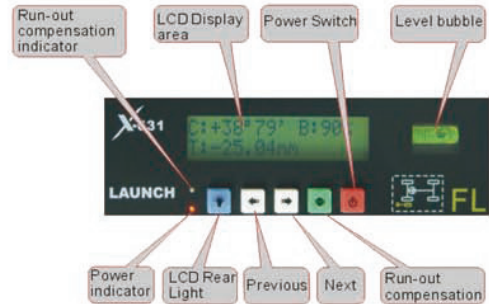 Run-out
compensation
indicator
LCD Display
area
Power Switch
Level bubble
X-631
C:+38°79' B:90%
T:-25.04mm
LAUNCH
FL
Power
indicator
LCD Rear
Light
Previous
Next
Run-out
compensation